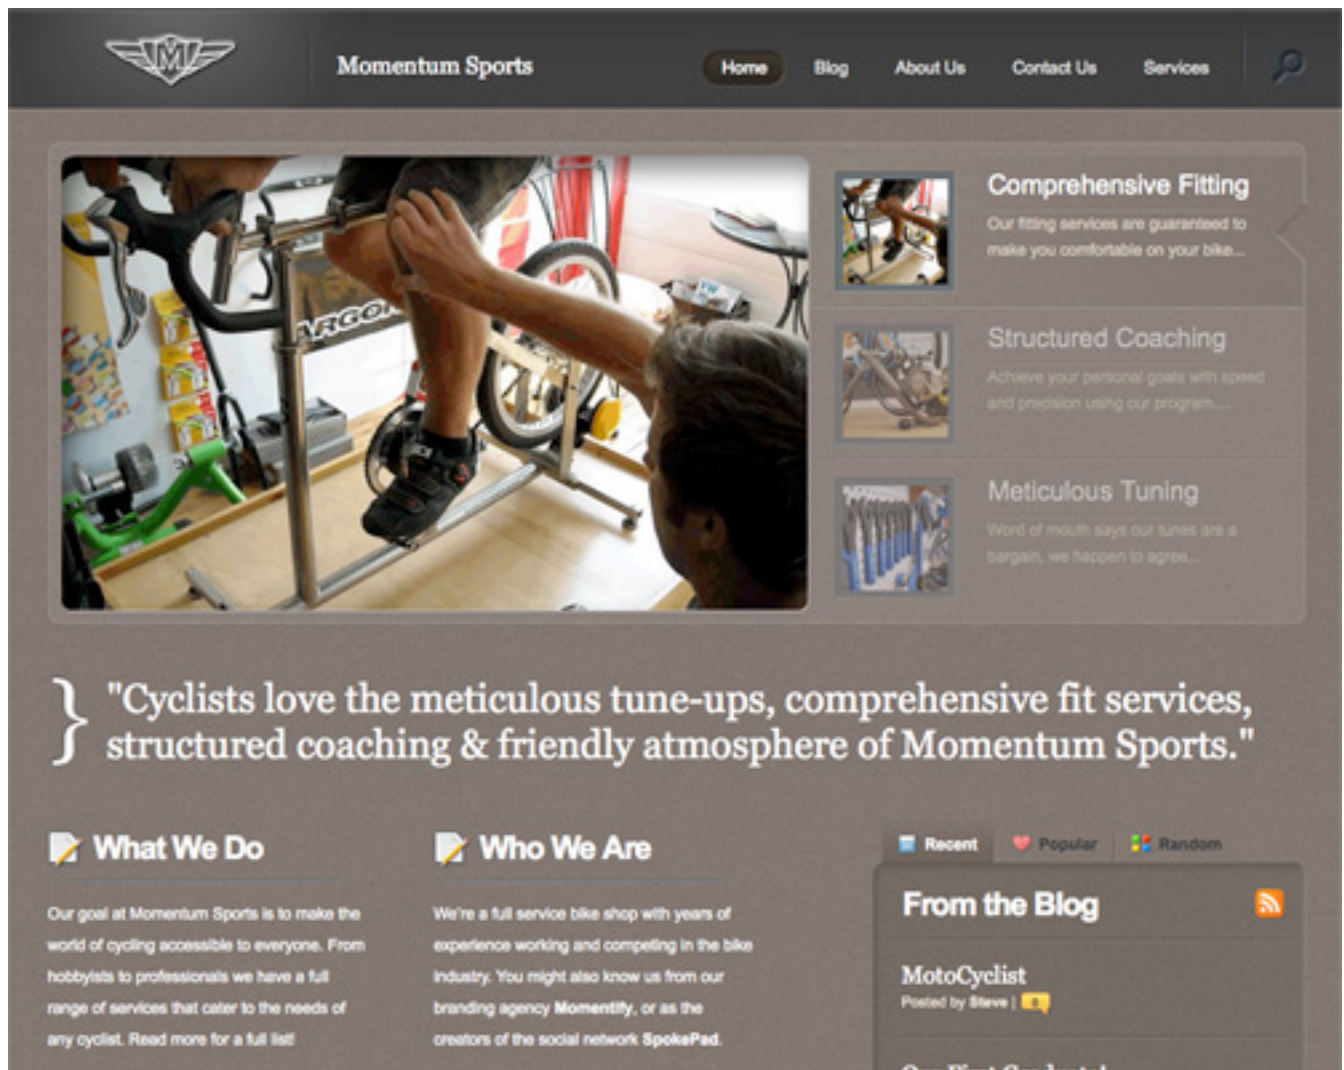 M
Momentum Sports
Home
Blog
About Us
Contact Us
Services
ARGON
Comprehensive Fitting
Our fitting services are guaranteed to
make you comfortable on your bike...
Structured Coaching
Achieve your personal goals with speed
and precision using our program....
Meticulous Tuning
Word of mouth says our tunes are a
bargain, we happen to agree...
} "Cyclists love the meticulous tune-ups, comprehensive fit services,
structured coaching & friendly atmosphere of Momentum Sports."
What We Do
Our goal at Momentum Sports is to make the
world of cycling accessible to everyone. From
hobbyists to professionals we have a full
range of services that cater to the needs of
any cyclist. Read more for a full list!
Who We Are
We're a full service bike shop with years of
experience working and competing in the bike
industry. You might also know us from our
branding agency Momentify, or as the
creators of the social network SpokePad.
Recent
Popular
Random
From the Blog
MotoCyclist
Posted by Steve |